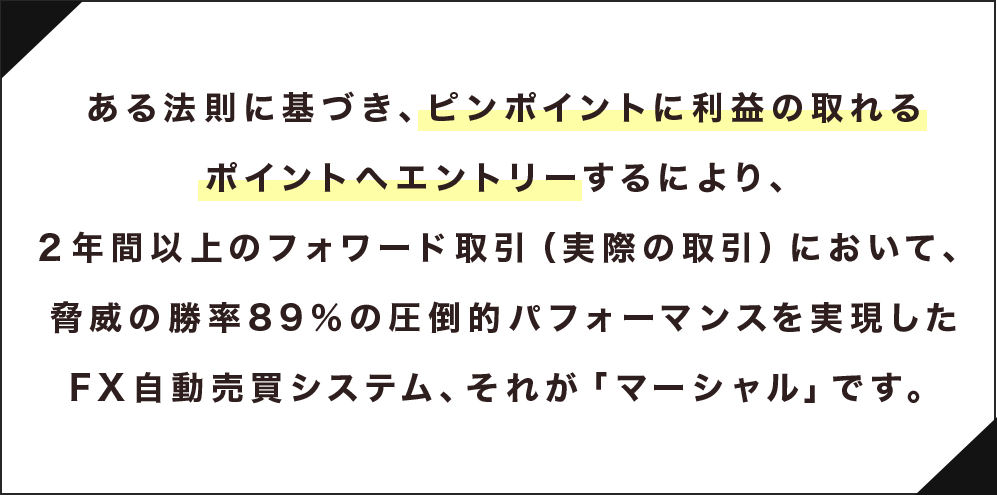 ある法則に基づき、ピンポイントに利益の取れる
ポイントへエントリーするにより、
２年間以上のフォワード取引（実際の取引）において、
脅威の勝率89％の圧倒的パフォーマンスを実現した
FX自動売買システム、それが「マーシャル」です。